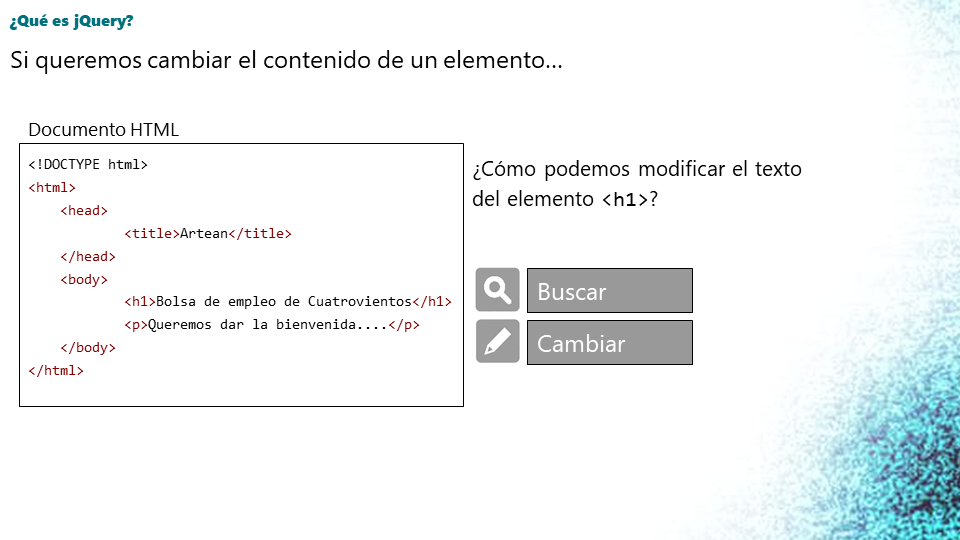 ¿Qué es jQuery?
Si queremos cambiar el contenido de un elemento...
Documento HTML
<!DOCTYPE html>
<html>
<head>
<title>Artean</title>
</head>
<body>
<h1>Bolsa de empleo de Cuatrovientos</h1>
<p>Queremos dar la bienvenida....</p>
</body>
</html>
¿Cómo podemos modificar el texto
del elemento <h1>?
Buscar
Cambiar